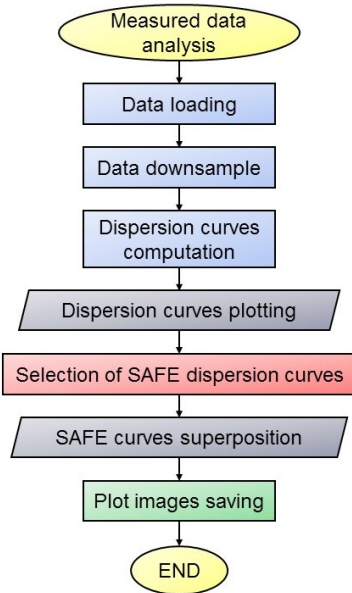 Measured data
analysis
Data loading
Data downsample
Dispersion curves
computation
Dispersion curves plotting
Selection of SAFE dispersion curves
SAFE curves superposition
Plot images saving
END